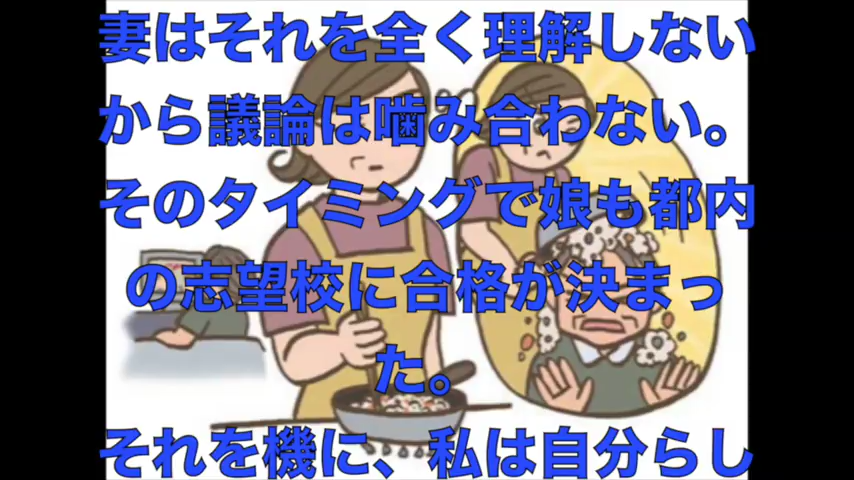 妻はそれを全く理解しない
から議論は噛み合わない。
そのタイミングで娘も都内
の志望校に合格が決まっ
た。
それを機に、私は自分らし